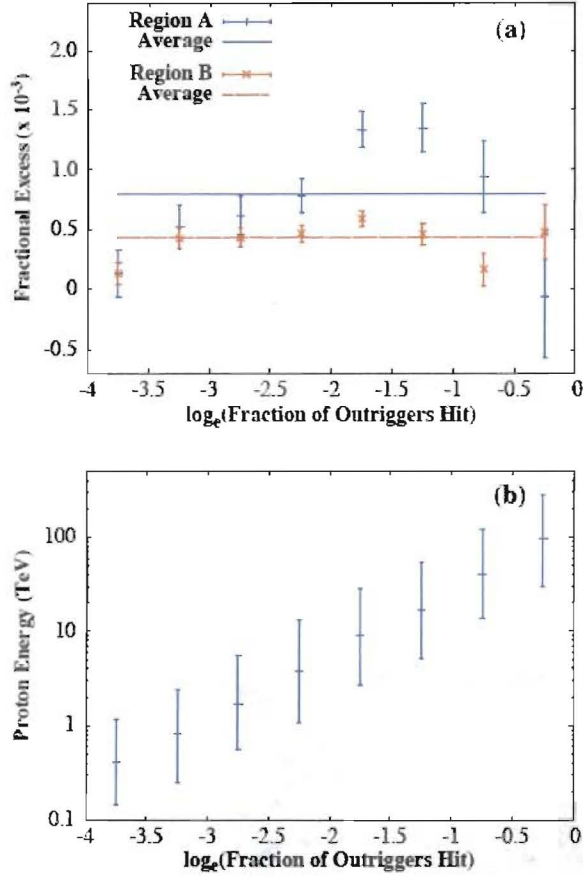 (a)
Region A
Average
Region B
Average
Fractional Excess (x 10⁻³)
2.0
1.5
1.0
0.5
0
-0.5
-4 -3.5 -3 -2.5 -2 -1.5 -1 -0.5 0
logₑ(Fraction of Outriggers Hit)
(b)
Proton Energy (TeV)
100
10
1
0.1
-4 -3.5 -3 -2.5 -2 -1.5 -1 -0.5 0
logₑ(Fraction of Outriggers Hit)